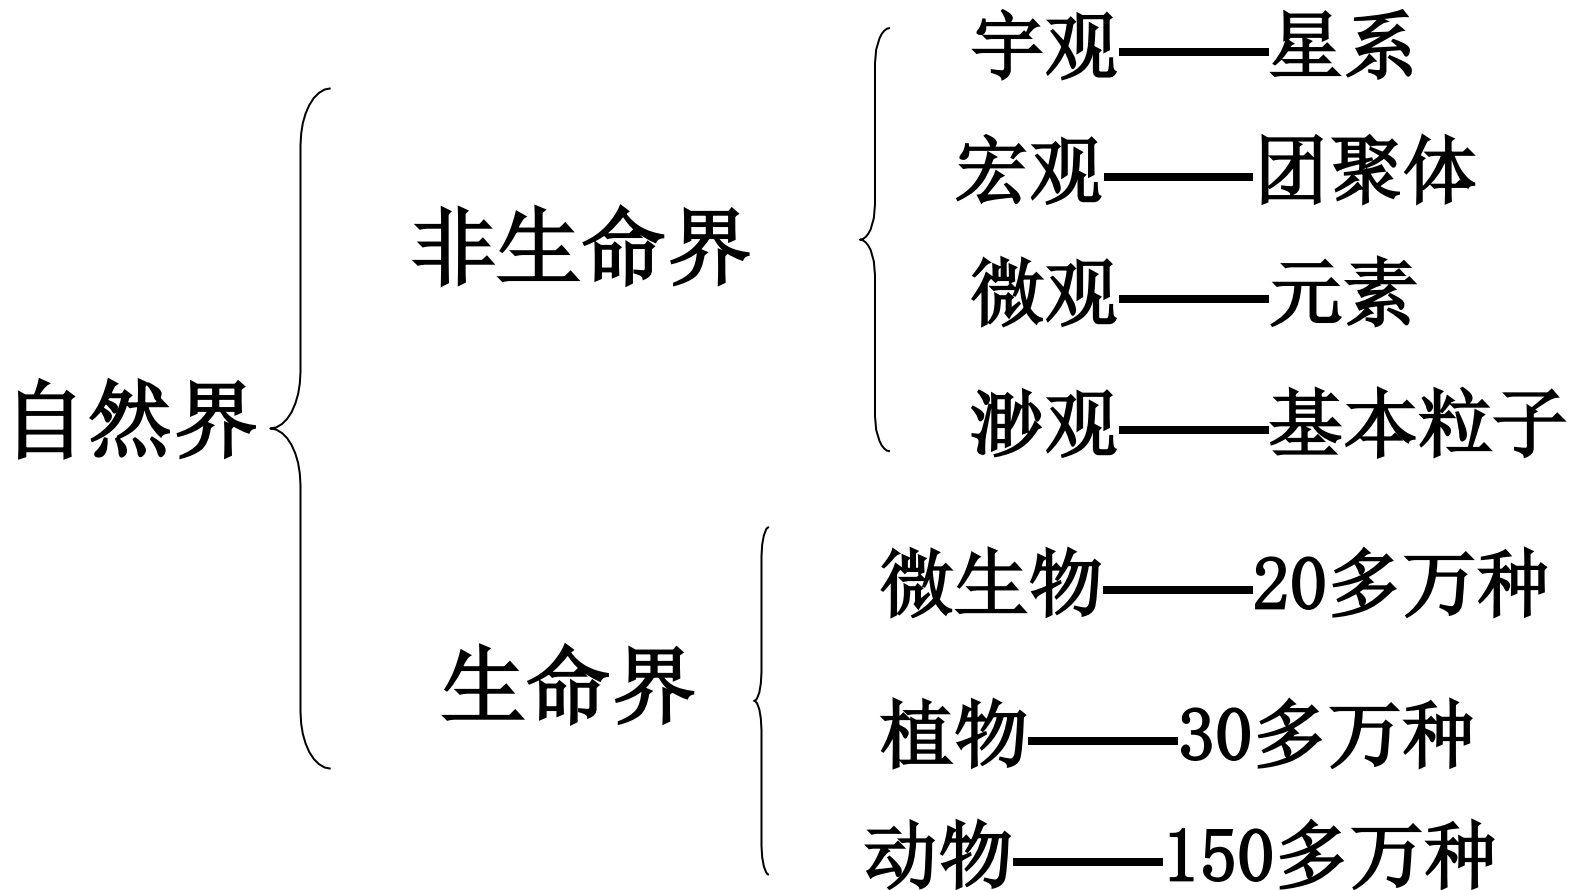 自然界
非生命界
宇观——星系
宏观——团聚体
微观——元素
渺观——基本粒子
生命界
微生物——20多万种
植物——30多万种
动物——150多万种